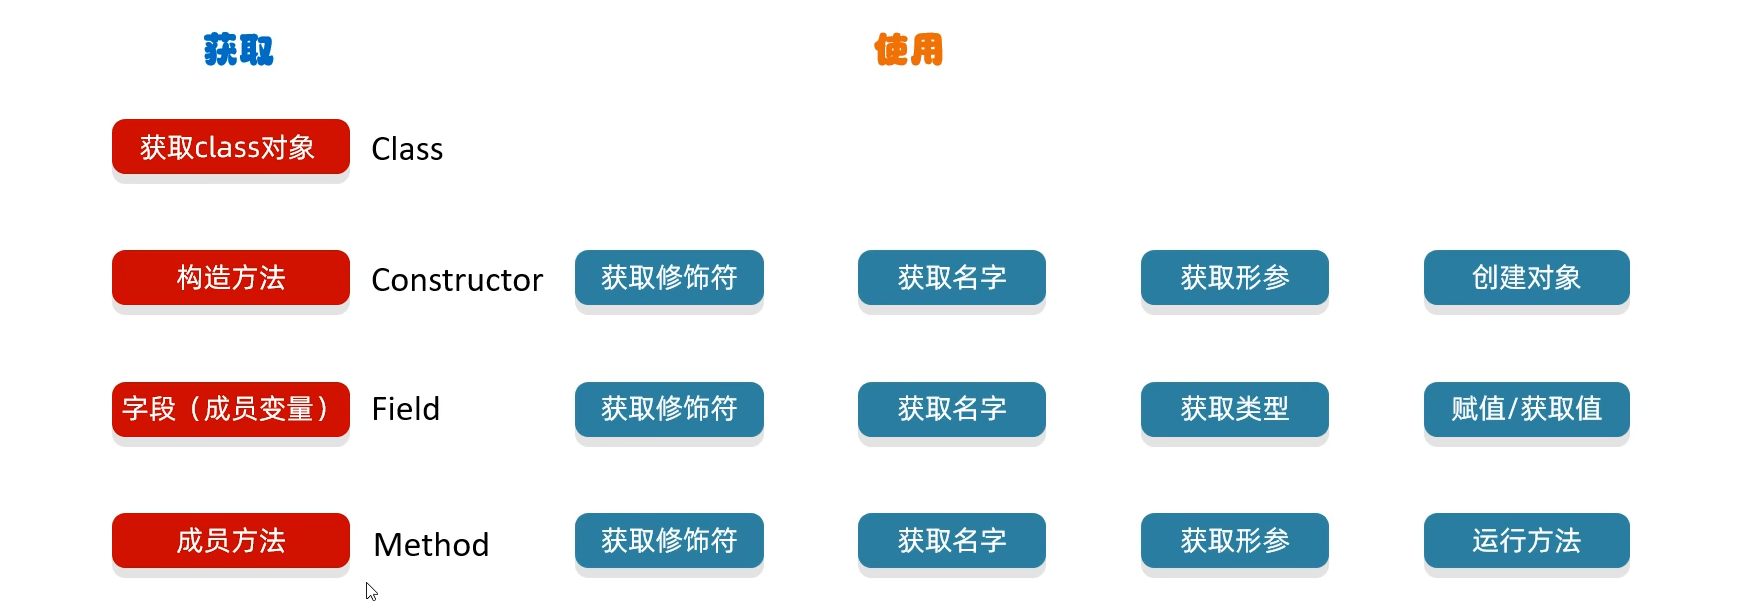 获取 使用
获取class对象 Class
构造方法 Constructor 获取修饰符 获取名字 获取形参 创建对象
字段（成员变量） Field 获取修饰符 获取名字 获取类型 赋值/获取值
成员方法 Method 获取修饰符 获取名字 获取形参 运行方法